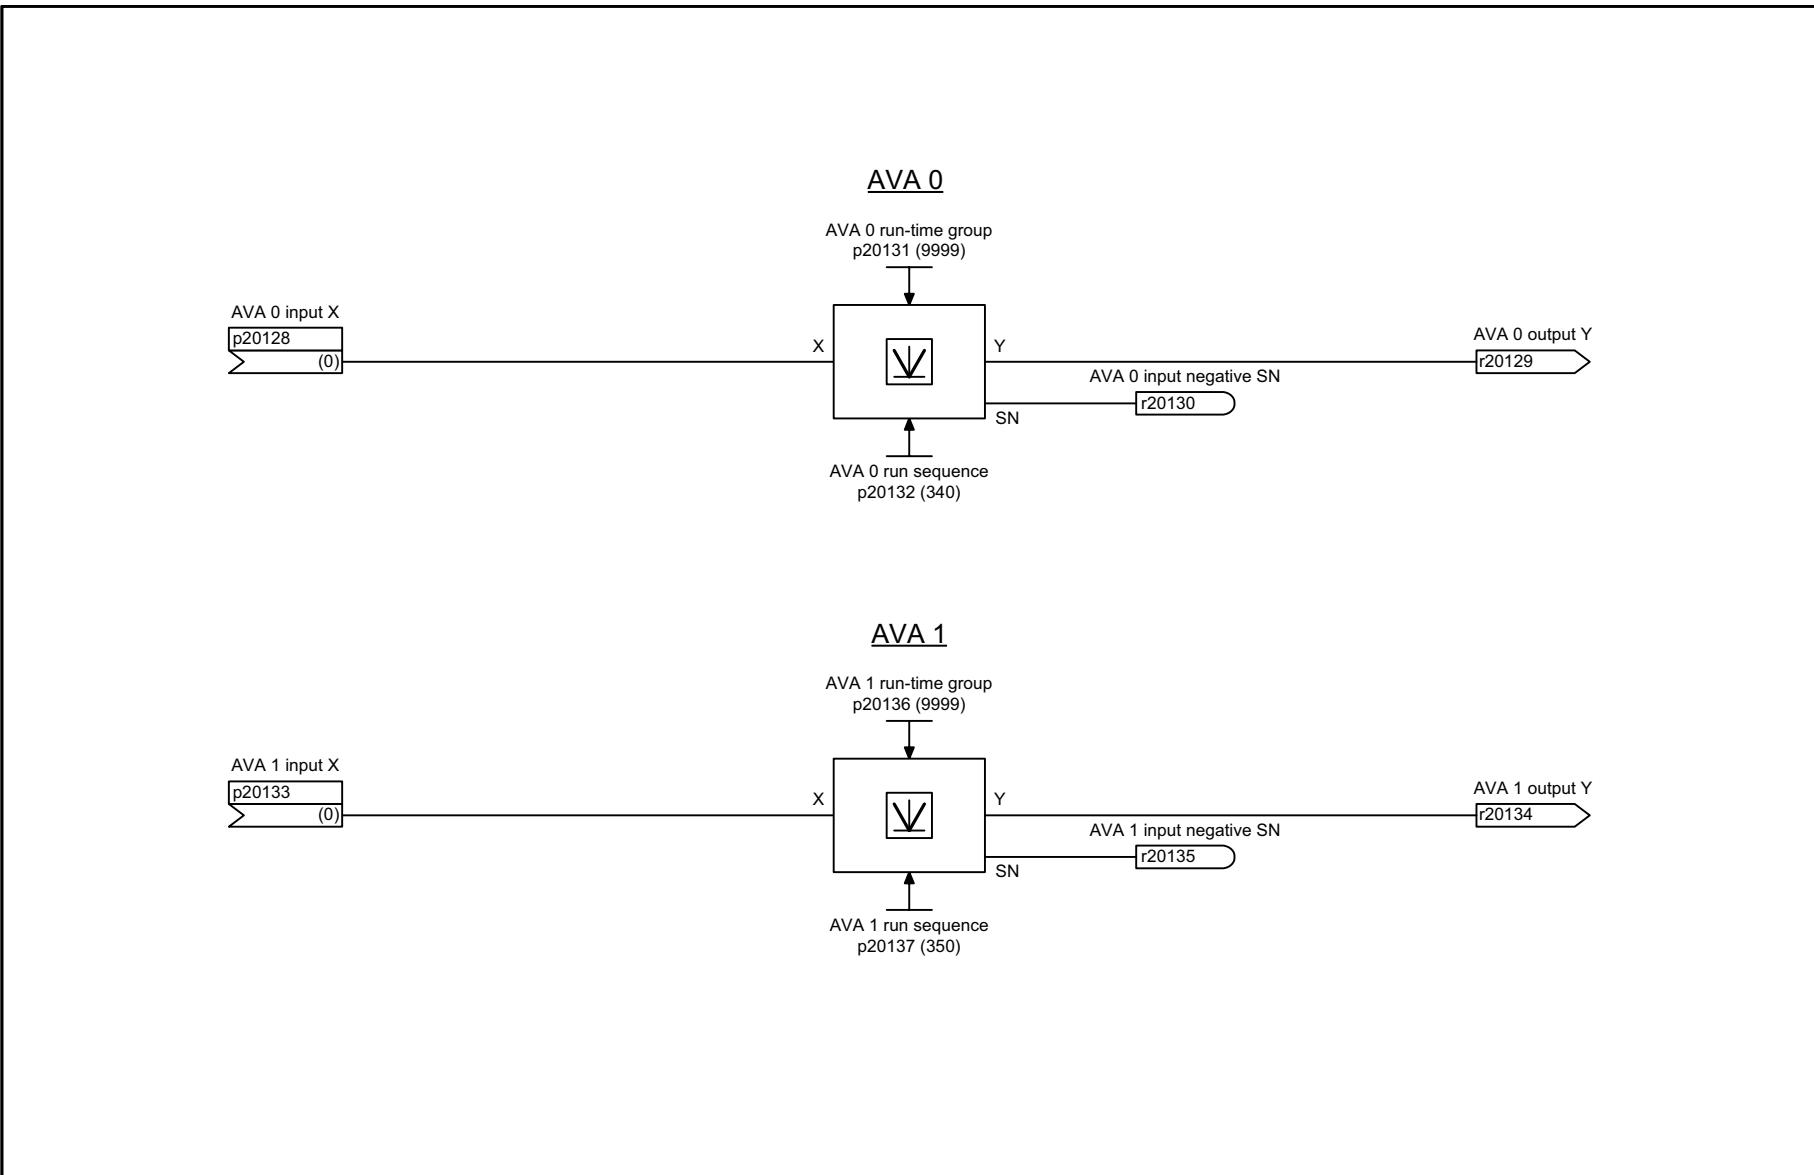 AVA 0
AVA 0 run-time group
p20131 (9999)
AVA 0 input X
p20128
(0)
X
Y
AVA 0 output Y
r20129
AVA 0 input negative SN
r20130
SN
AVA 0 run sequence
p20132 (340)
AVA 1
AVA 1 run-time group
p20136 (9999)
AVA 1 input X
p20133
(0)
X
Y
AVA 1 output Y
r20134
AVA 1 input negative SN
r20135
SN
AVA 1 run sequence
p20137 (350)